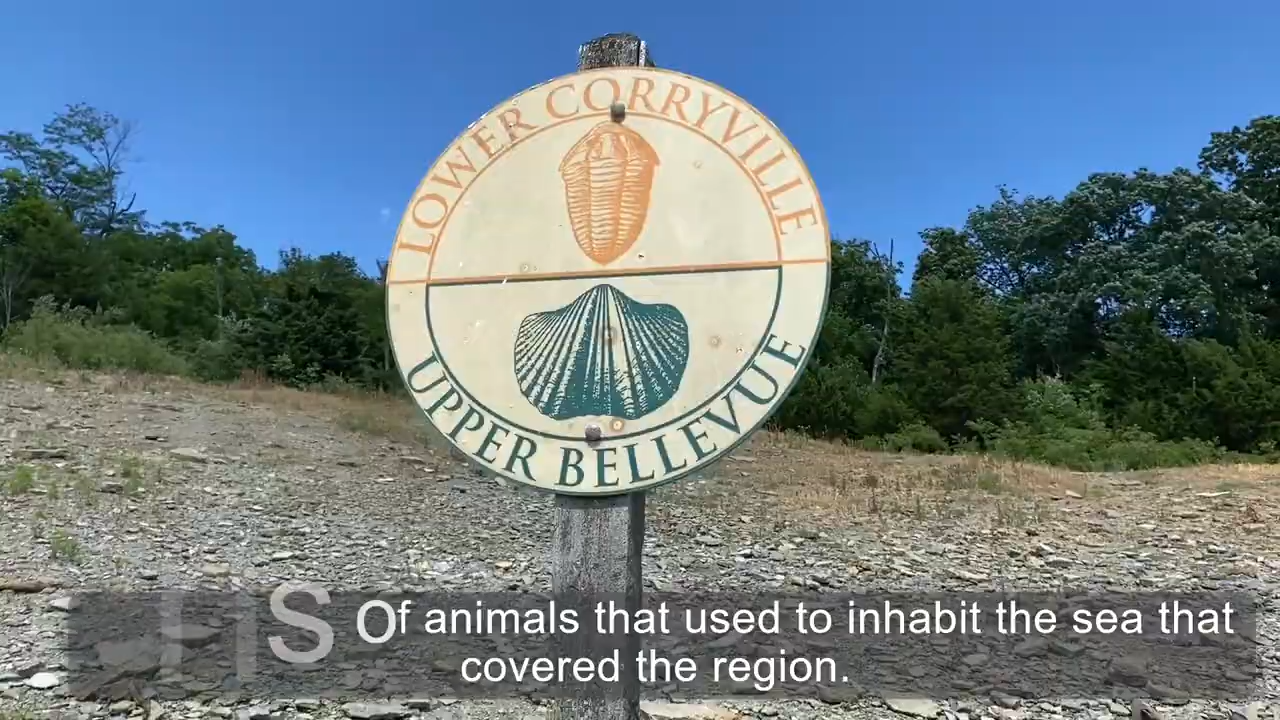 LOWER CORRYVILLE
UPPER BELLEVUE
Of animals that used to inhabit the sea that
covered the region.